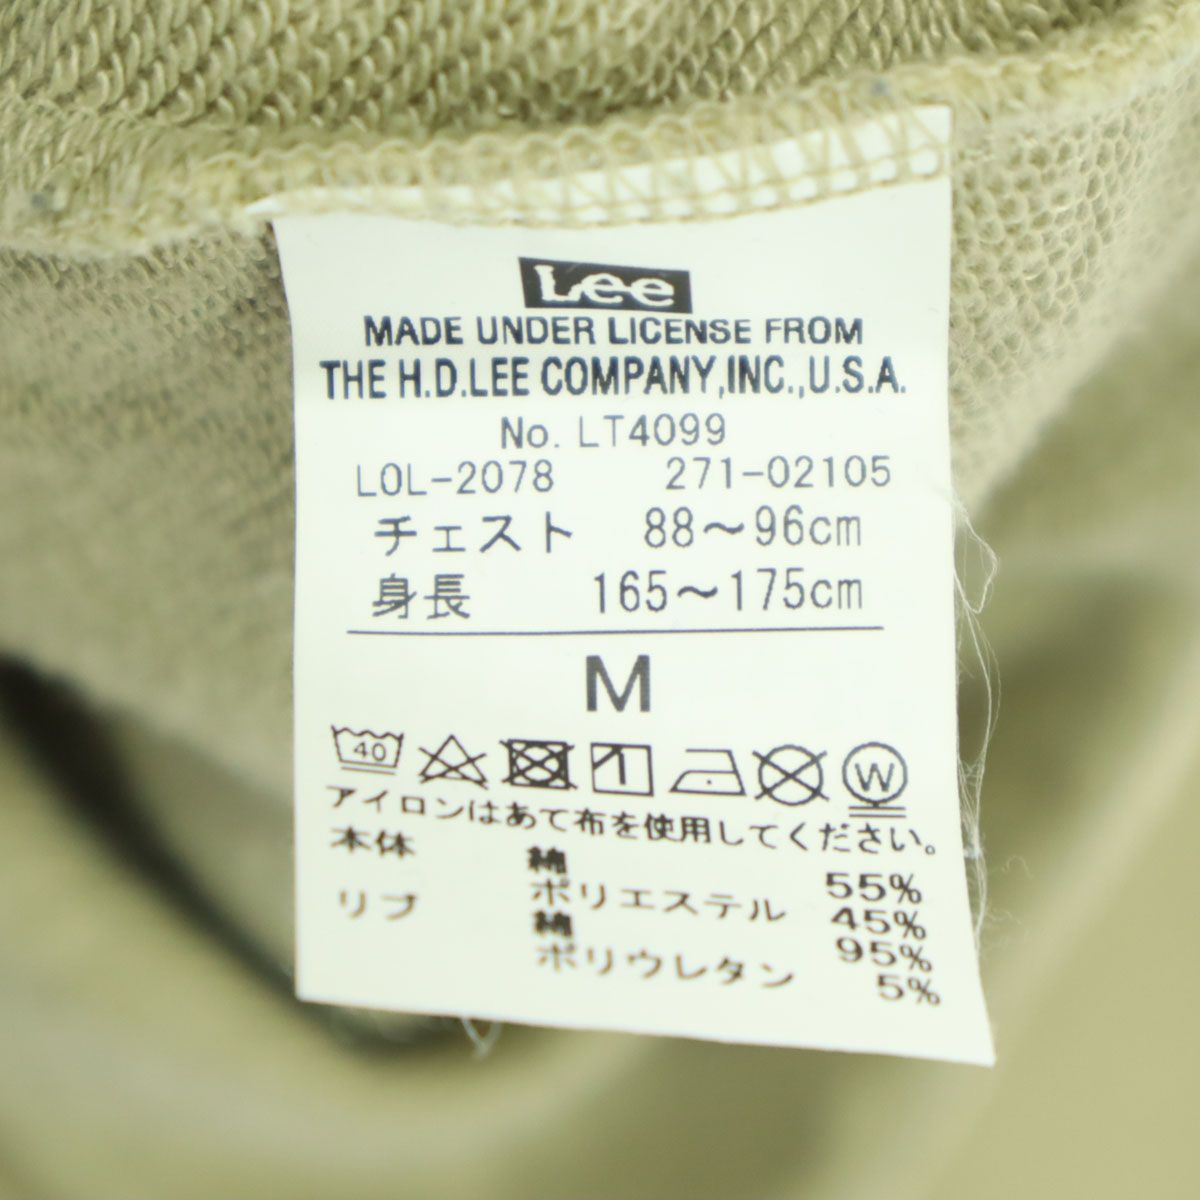 Lee
MADE UNDER LICENSE FROM
THE H.D.LEE COMPANY,INC.,U.S.A.
No. LT4099
LOL-2078 271-02105
チェスト 88〜96cm
身長 165〜175cm
M
40 W
アイロンはあて布を使用してください。
本体 綿 55%
ポリエステル 45%
リブ 綿 95%
ポリウレタン 5%